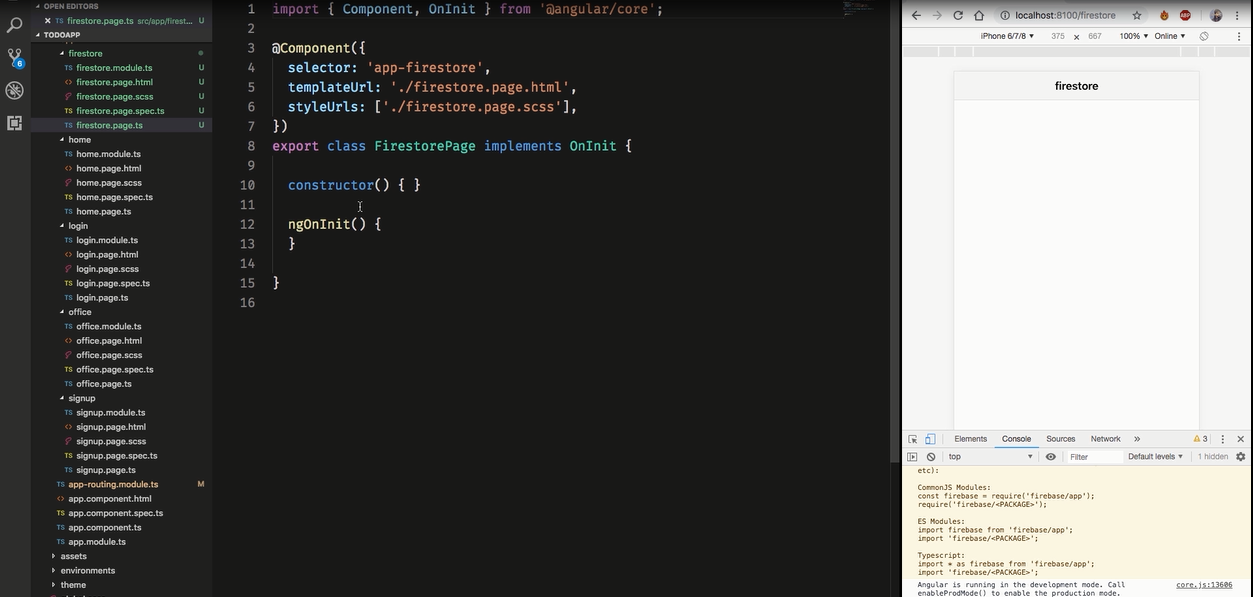 OPEN EDITORS
TS firestore.page.ts src/app/firest... U
TODOAPP
firestore
TS firestore.module.ts U
<> firestore.page.html U
firestore.page.scss U
TS firestore.page.spec.ts U
TS firestore.page.ts U
home
TS home.module.ts
<> home.page.html
home.page.scss
TS home.page.spec.ts
TS home.page.ts
login
TS login.module.ts
<> login.page.html
login.page.scss
TS login.page.spec.ts
TS login.page.ts
office
TS office.module.ts
<> office.page.html
office.page.scss
TS office.page.spec.ts
TS office.page.ts
signup
TS signup.module.ts
<> signup.page.html
signup.page.scss
TS signup.page.spec.ts
TS signup.page.ts
TS app-routing.module.ts M
<> app.component.html
TS app.component.spec.ts
TS app.component.ts
TS app.module.ts
assets
environments
theme
6
1 import { Component, OnInit } from '@angular/core';
2
3 @Component({
4 selector: 'app-firestore',
5 templateUrl: './firestore.page.html',
6 styleUrls: ['./firestore.page.scss'],
7 })
8 export class FirestorePage implements OnInit {
9
10 constructor() { }
11
12 ngOnInit() {
13 }
14
15 }
16
localhost:8100/firestore
ABP
iPhone 6/7/8 375 × 667 100% Online
firestore
Elements Console Sources Network » 3
top Filter Default levels 1 hidden
etc):
CommonJS Modules:
const firebase = require('firebase/app');
require('firebase/<PACKAGE>');
ES Modules:
import firebase from 'firebase/app';
import 'firebase/<PACKAGE>';
Typescript:
import * as firebase from 'firebase/app';
import 'firebase/<PACKAGE>';
Angular is running in the development mode. Call core.js:13606
enableProdMode() to enable the production mode.